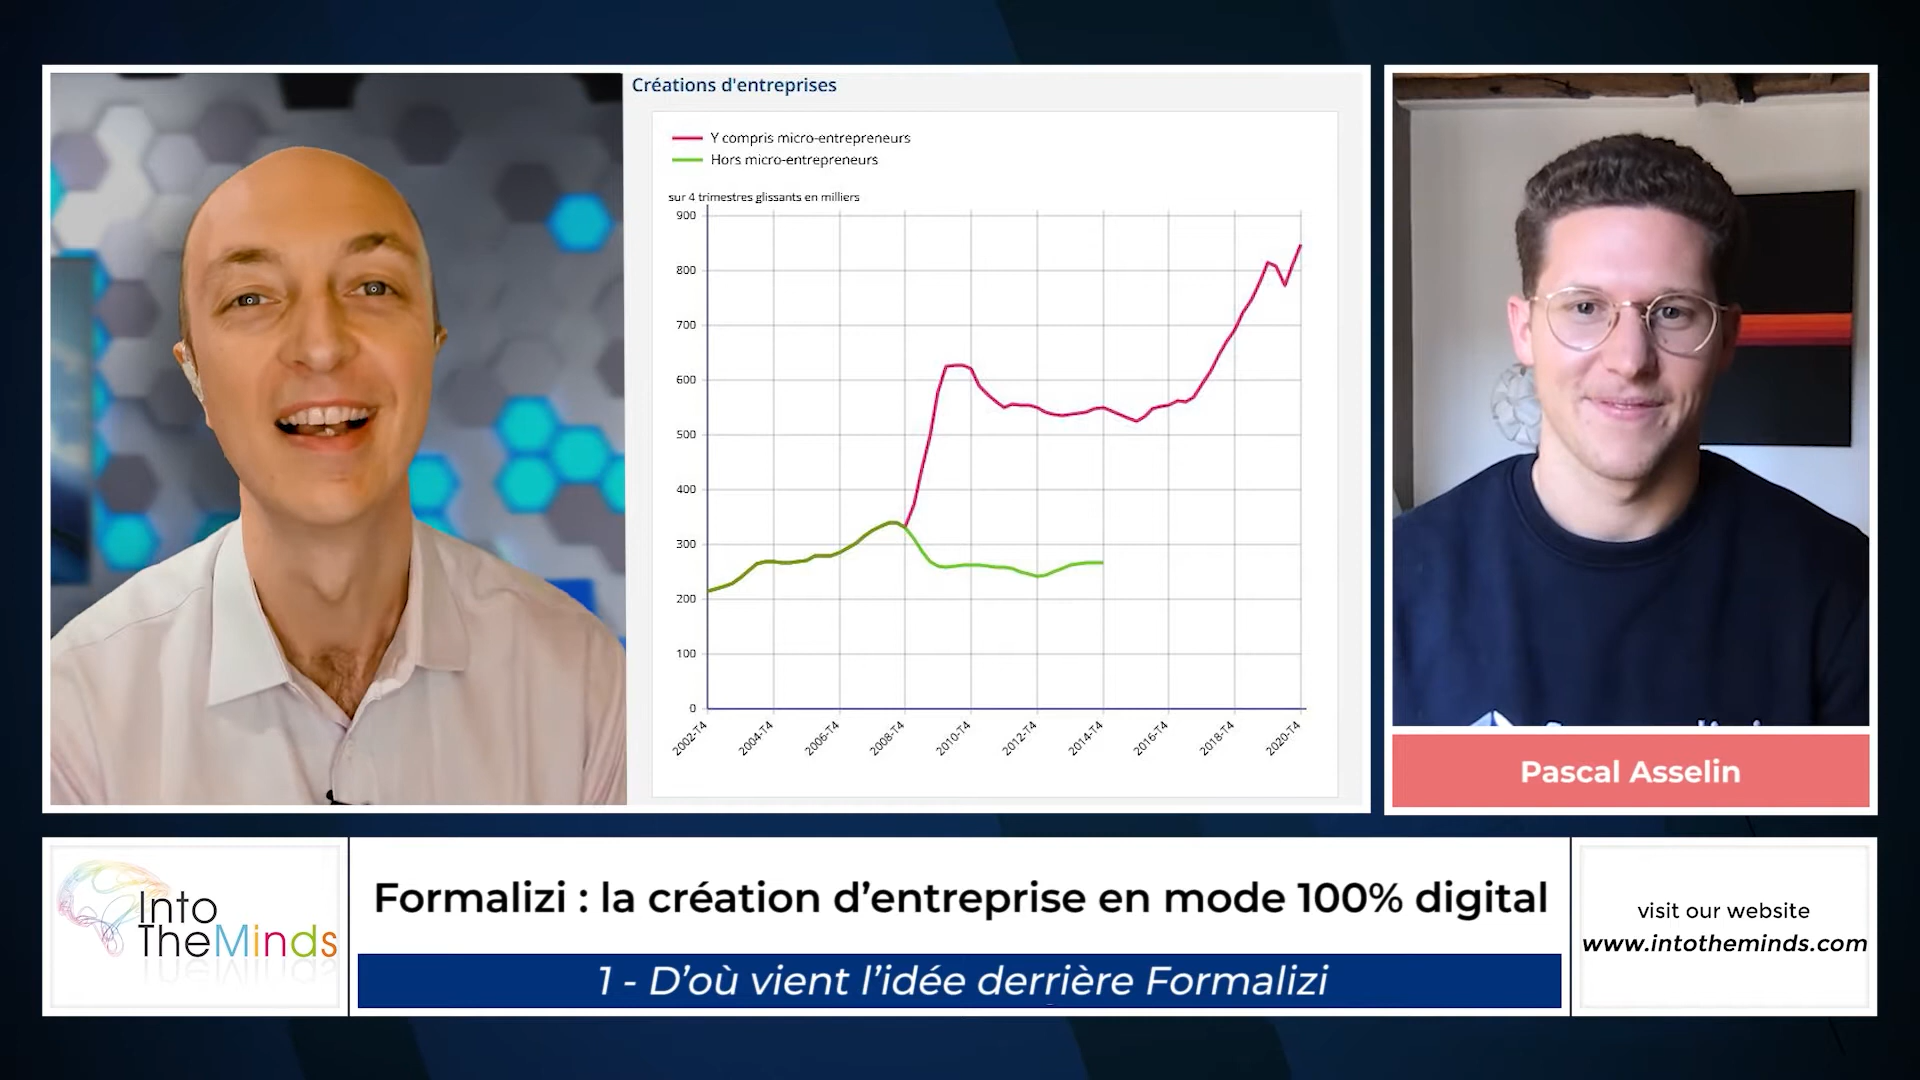 Créations d'entreprises
Y compris micro-entrepreneurs
Hors micro-entrepreneurs
sur 4 trimestres glissants en milliers
900
800
700
600
500
400
300
200
100
0
2002-T4
2004-T4
2006-T4
2008-T4
2010-T4
2012-T4
2014-T4
2016-T4
2018-T4
2020-T4
Pascal Asselin
Into
TheMinds
Formalizi : la création d’entreprise en mode 100% digital
1 - D’où vient l’idée derrière Formalizi
visit our website
www.intotheminds.com